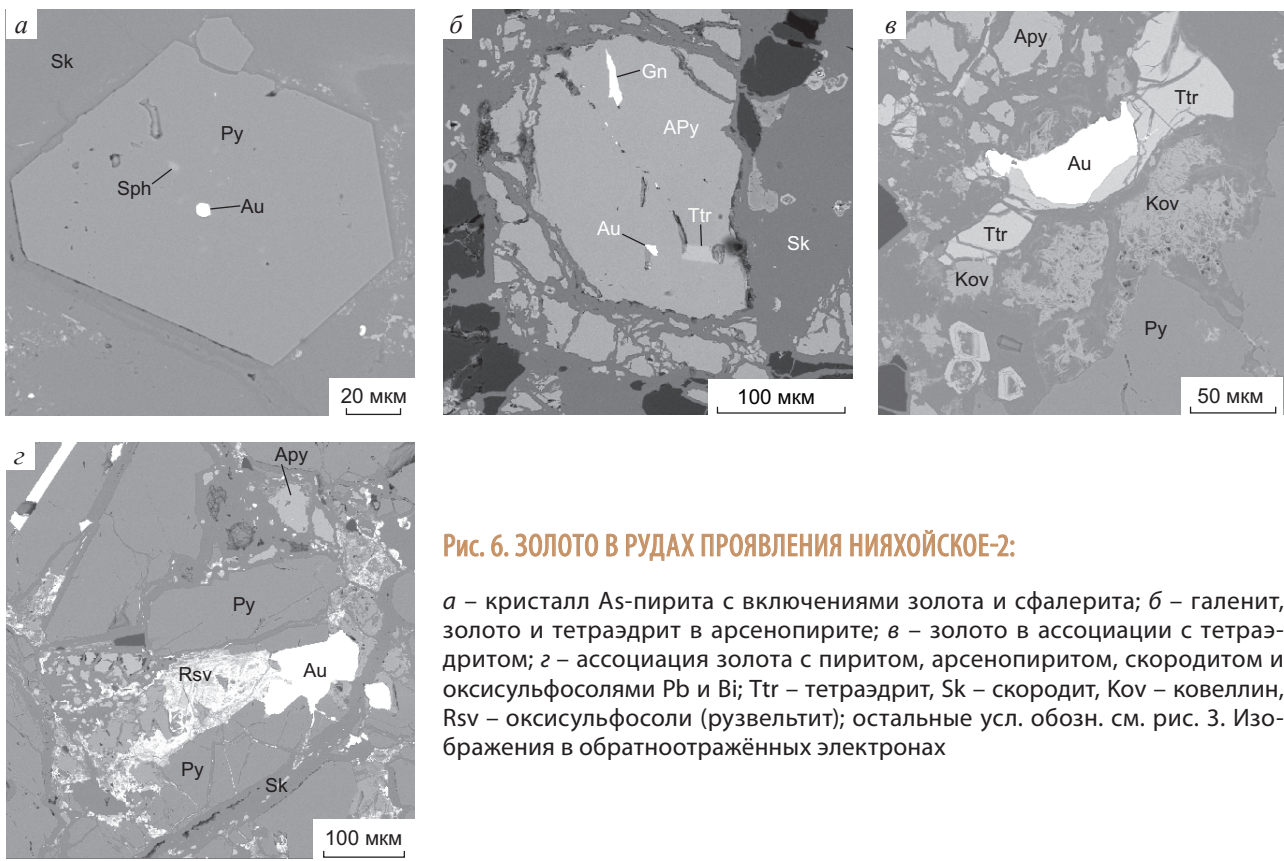 а
Sk
Py
Sph
Au
20 мкм
б
Gn
APy
Au
Ttr
Sk
100 мкм
в
Apy
Ttr
Au
Kov
Ttr
Kov
Py
50 мкм
г
Apy
Py
Rsv
Au
Py
Sk
100 мкм
Рис. 6. ЗОЛОТО В РУДАХ ПРОЯВЛЕНИЯ НИЯХОЙСКОЕ-2:
а – кристалл As-пирита с включениями золота и сфалерита; б – галенит,
золото и тетраэдрит в арсенопирите; в – золото в ассоциации с тетраэ-
дритом; г – ассоциация золота с пиритом, арсенопиритом, скородитом и
оксисульфосолями Pb и Bi; Ttr – тетраэдрит, Sk – скородит, Kov – ковеллин,
Rsv – оксисульфосоли (рузвельтит); остальные усл. обозн. см. рис. 3. Изо-
бражения в обратноотражённых электронах